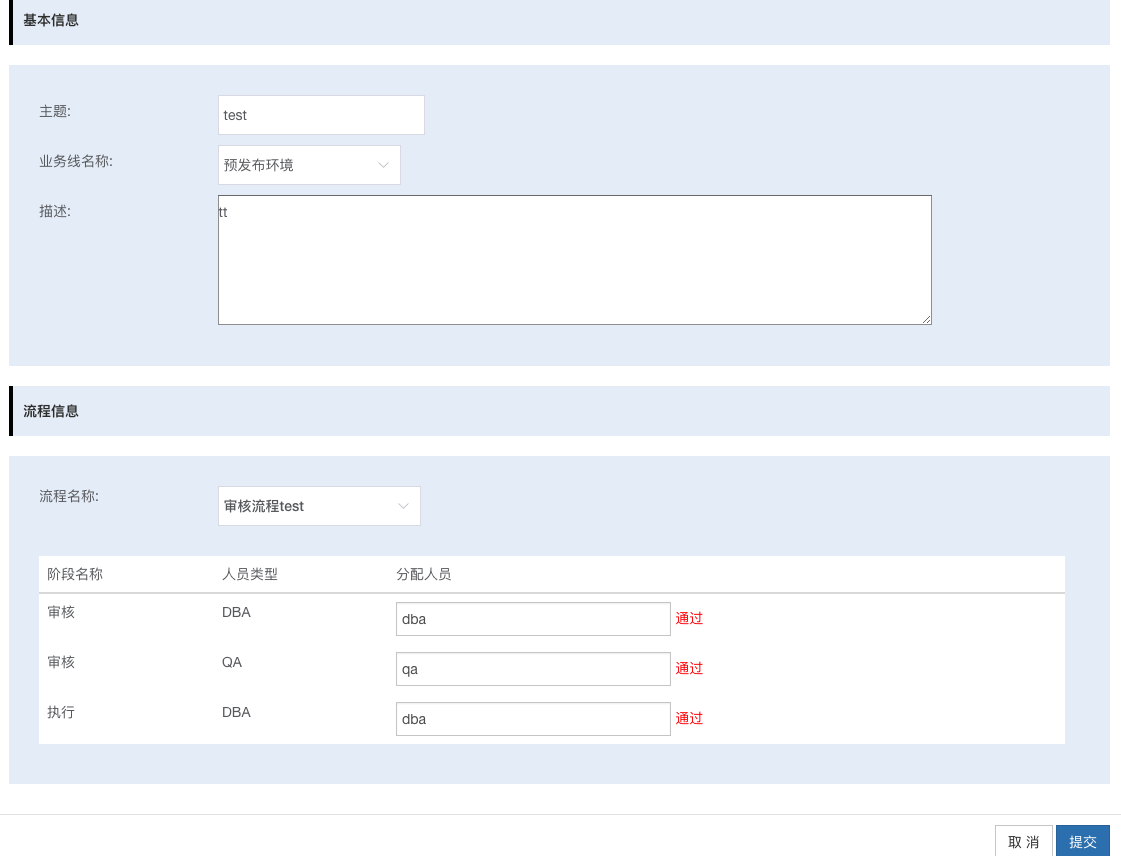 基本信息
主题: test
业务线名称: 预发布环境
描述: tt
流程信息
流程名称: 审核流程test
阶段名称 人员类型 分配人员
审核 DBA dba 通过
审核 QA qa 通过
执行 DBA dba 通过
取 消 提交